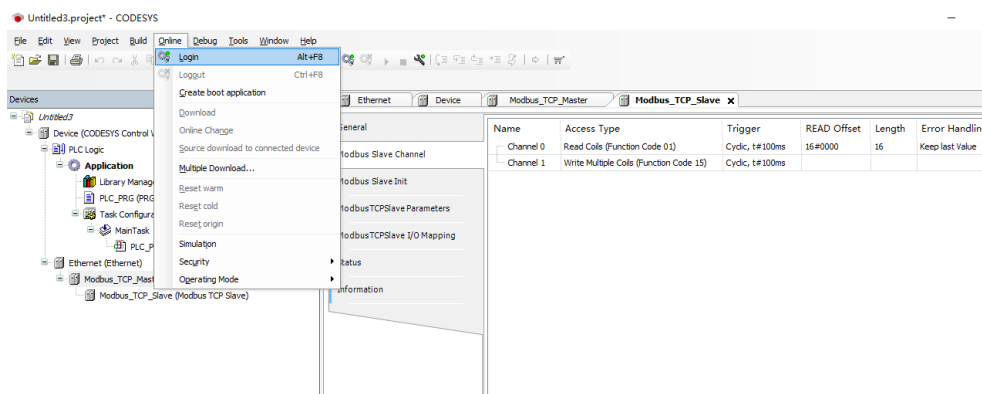 Untitled3.project* - CODESYS
File Edit View Project Build Online Debug Tools Window Help
Login Alt+F8
Logout Ctrl+F8
Create boot application
Download
Online Change
Source download to connected device
Multiple Download...
Reset warm
Reset cold
Reset origin
Simulation
Security
Operating Mode
Devices
Untitled3
Device (CODESYS Control
PLC Logic
Application
Library Manag
PLC_PRG (PRG
Task Configura
MainTask
PLC_P
Ethernet (Ethernet)
Modbus_TCP_Mast
Modbus_TCP_Slave (Modbus TCP Slave)
Ethernet Device Modbus_TCP_Master Modbus_TCP_Slave X
General
Modbus Slave Channel
Modbus Slave Init
ModbusTCPSlave Parameters
ModbusTCPSlave I/O Mapping
Status
Information
Name Access Type Trigger READ Offset Length Error Handlin
Channel 0 Read Coils (Function Code 01) Cyclic, t#100ms 16#0000 16 Keep last Value
Channel 1 Write Multiple Coils (Function Code 15) Cyclic, t#100ms